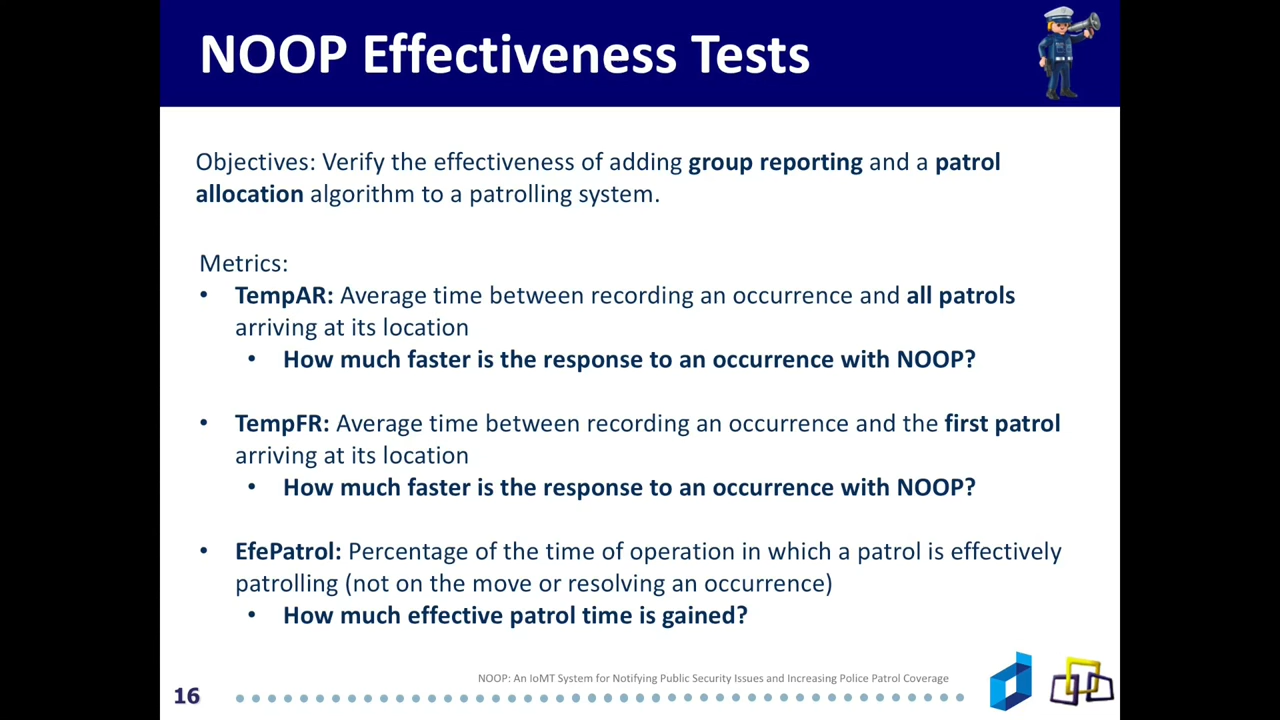 NOOP Effectiveness Tests
Objectives: Verify the effectiveness of adding group reporting and a patrol
allocation algorithm to a patrolling system.
Metrics:
• TempAR: Average time between recording an occurrence and all patrols
arriving at its location
• How much faster is the response to an occurrence with NOOP?
• TempFR: Average time between recording an occurrence and the first patrol
arriving at its location
• How much faster is the response to an occurrence with NOOP?
• EfePatrol: Percentage of the time of operation in which a patrol is effectively
patrolling (not on the move or resolving an occurrence)
• How much effective patrol time is gained?
NOOP: An IoMT System for Notifying Public Security Issues and Increasing Police Patrol Coverage
16